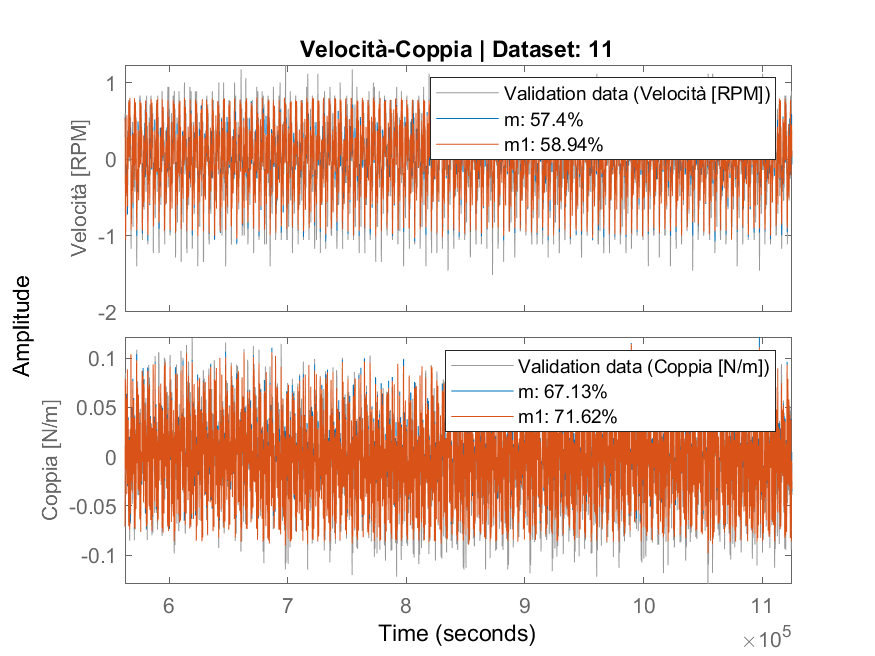 Velocità-Coppia | Dataset: 11
Amplitude
Velocità [RPM]
1
0
-1
-2
Validation data (Velocità [RPM])
m: 57.4%
m1: 58.94%
Coppia [N/m]
0.1
0.05
0
-0.05
-0.1
Validation data (Coppia [N/m])
m: 67.13%
m1: 71.62%
6 7 8 9 10 11
Time (seconds)
×10⁵